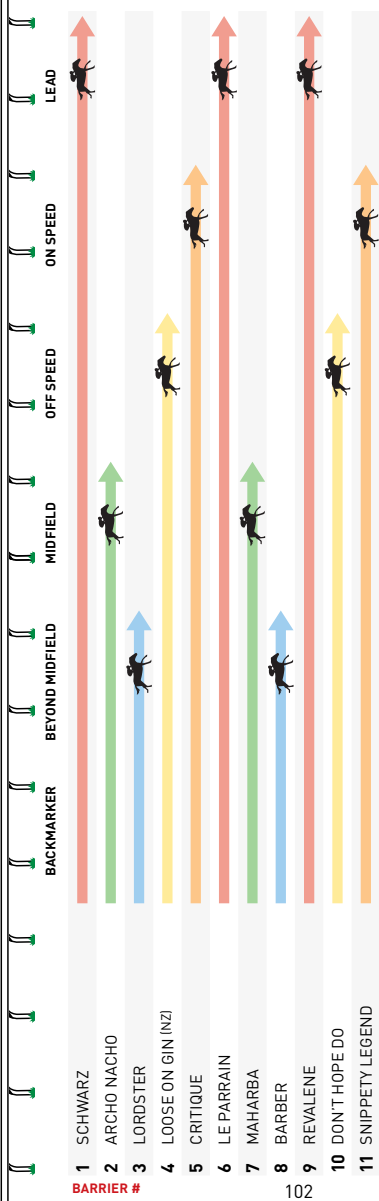 BACKMARKER
BEYOND MIDFIELD
MIDFIELD
OFF SPEED
ON SPEED
LEAD
1 SCHWARZ
2 ARCHO NACHO
3 LORDSTER
4 LOOSE ON GIN (NZ)
5 CRITIQUE
6 LE PARRAIN
7 MAHARBA
8 BARBER
9 REVALENE
10 DON'T HOPE DO
11 SNIPPETY LEGEND
BARRIER #
102